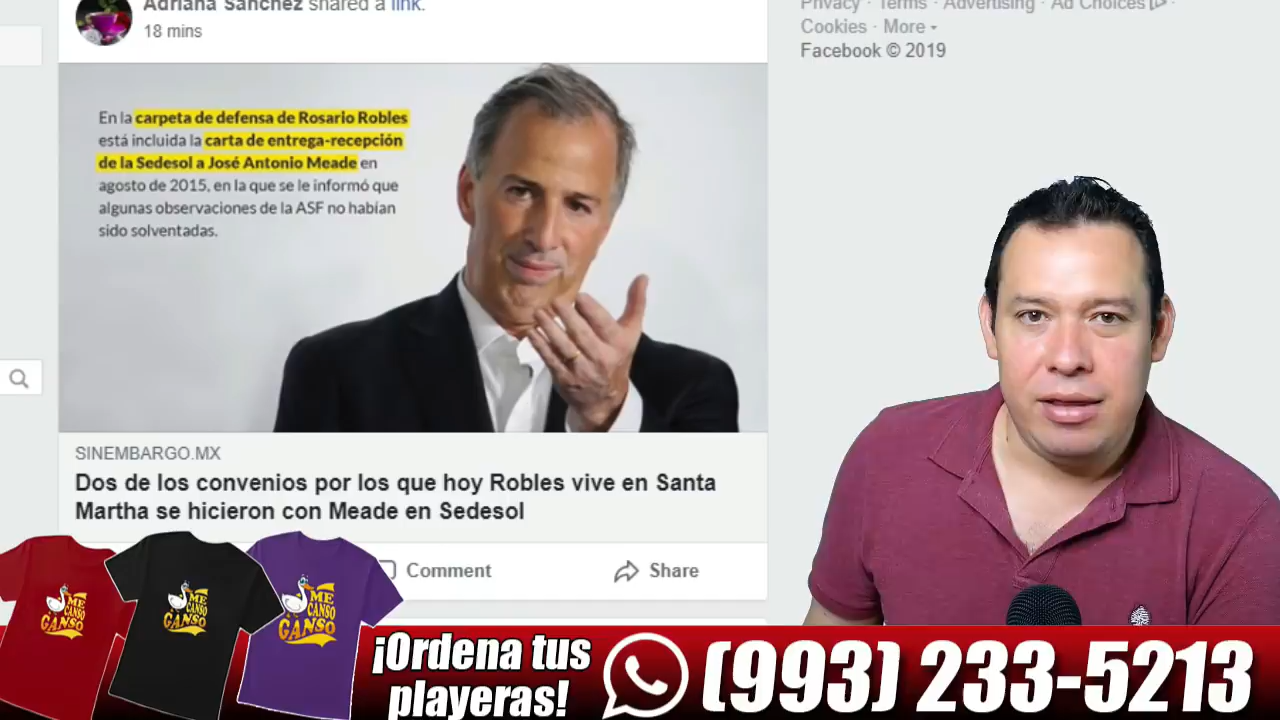 Adriana Sanchez shared a link.
18 mins
Privacy · Terms · Advertising · Ad Choices ·
Cookies · More
Facebook © 2019
En la carpeta de defensa de Rosario Robles
está incluida la carta de entrega-recepción
de la Sedesol a José Antonio Meade en
agosto de 2015, en la que se le informó que
algunas observaciones de la ASF no habían
sido solventadas.
SINEMBARGO.MX
Dos de los convenios por los que hoy Robles vive en Santa
Martha se hicieron con Meade en Sedesol
Comment
Share
ME
CANSO
GANSO
ME
CANSO
GANSO
ME
CANSO
GANSO
¡Ordena tus
playeras!
(993) 233-5213